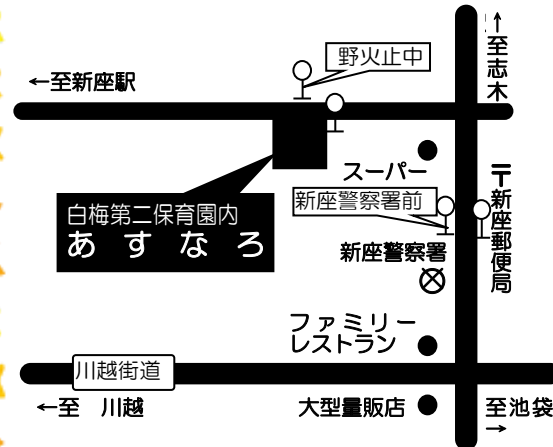 ↑至志木
野火止中
←至新座駅
スーパー
白梅第二保育園内
あすなろ
新座警察署前
〒新座郵便局
新座警察署
ファミリー
レストラン
川越街道
←至 川越
大型量販店
至池袋
→